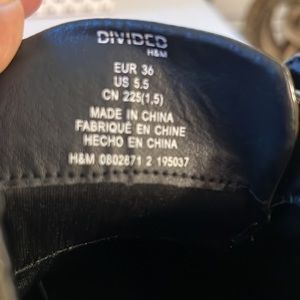 DIVIDED
H&M
EUR 36
US 5.5
CN 225(1,5)
MADE IN CHINA
FABRIQUÉ EN CHINE
HECHO EN CHINA
H&M 0802871 2 195037